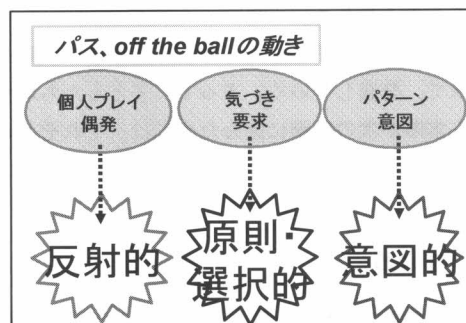 パス、off the ballの動き
個人プレイ
偶発
気づき
要求
パターン
意図
反射的
原則・
選択的
意図的